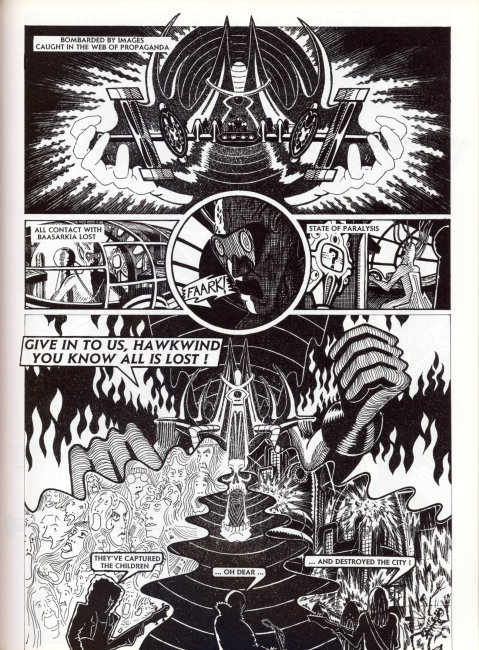 BOMBARDED BY IMAGES
CAUGHT IN THE WEB OF PROPAGANDA
ALL CONTACT WITH
BAASARKIA LOST
FAARK!
STATE OF PARALYSIS
?
GIVE IN TO US, HAWKWIND
YOU KNOW ALL IS LOST !
THEY'VE CAPTURED
THE CHILDREN
... OH DEAR ...
... AND DESTROYED THE CITY !